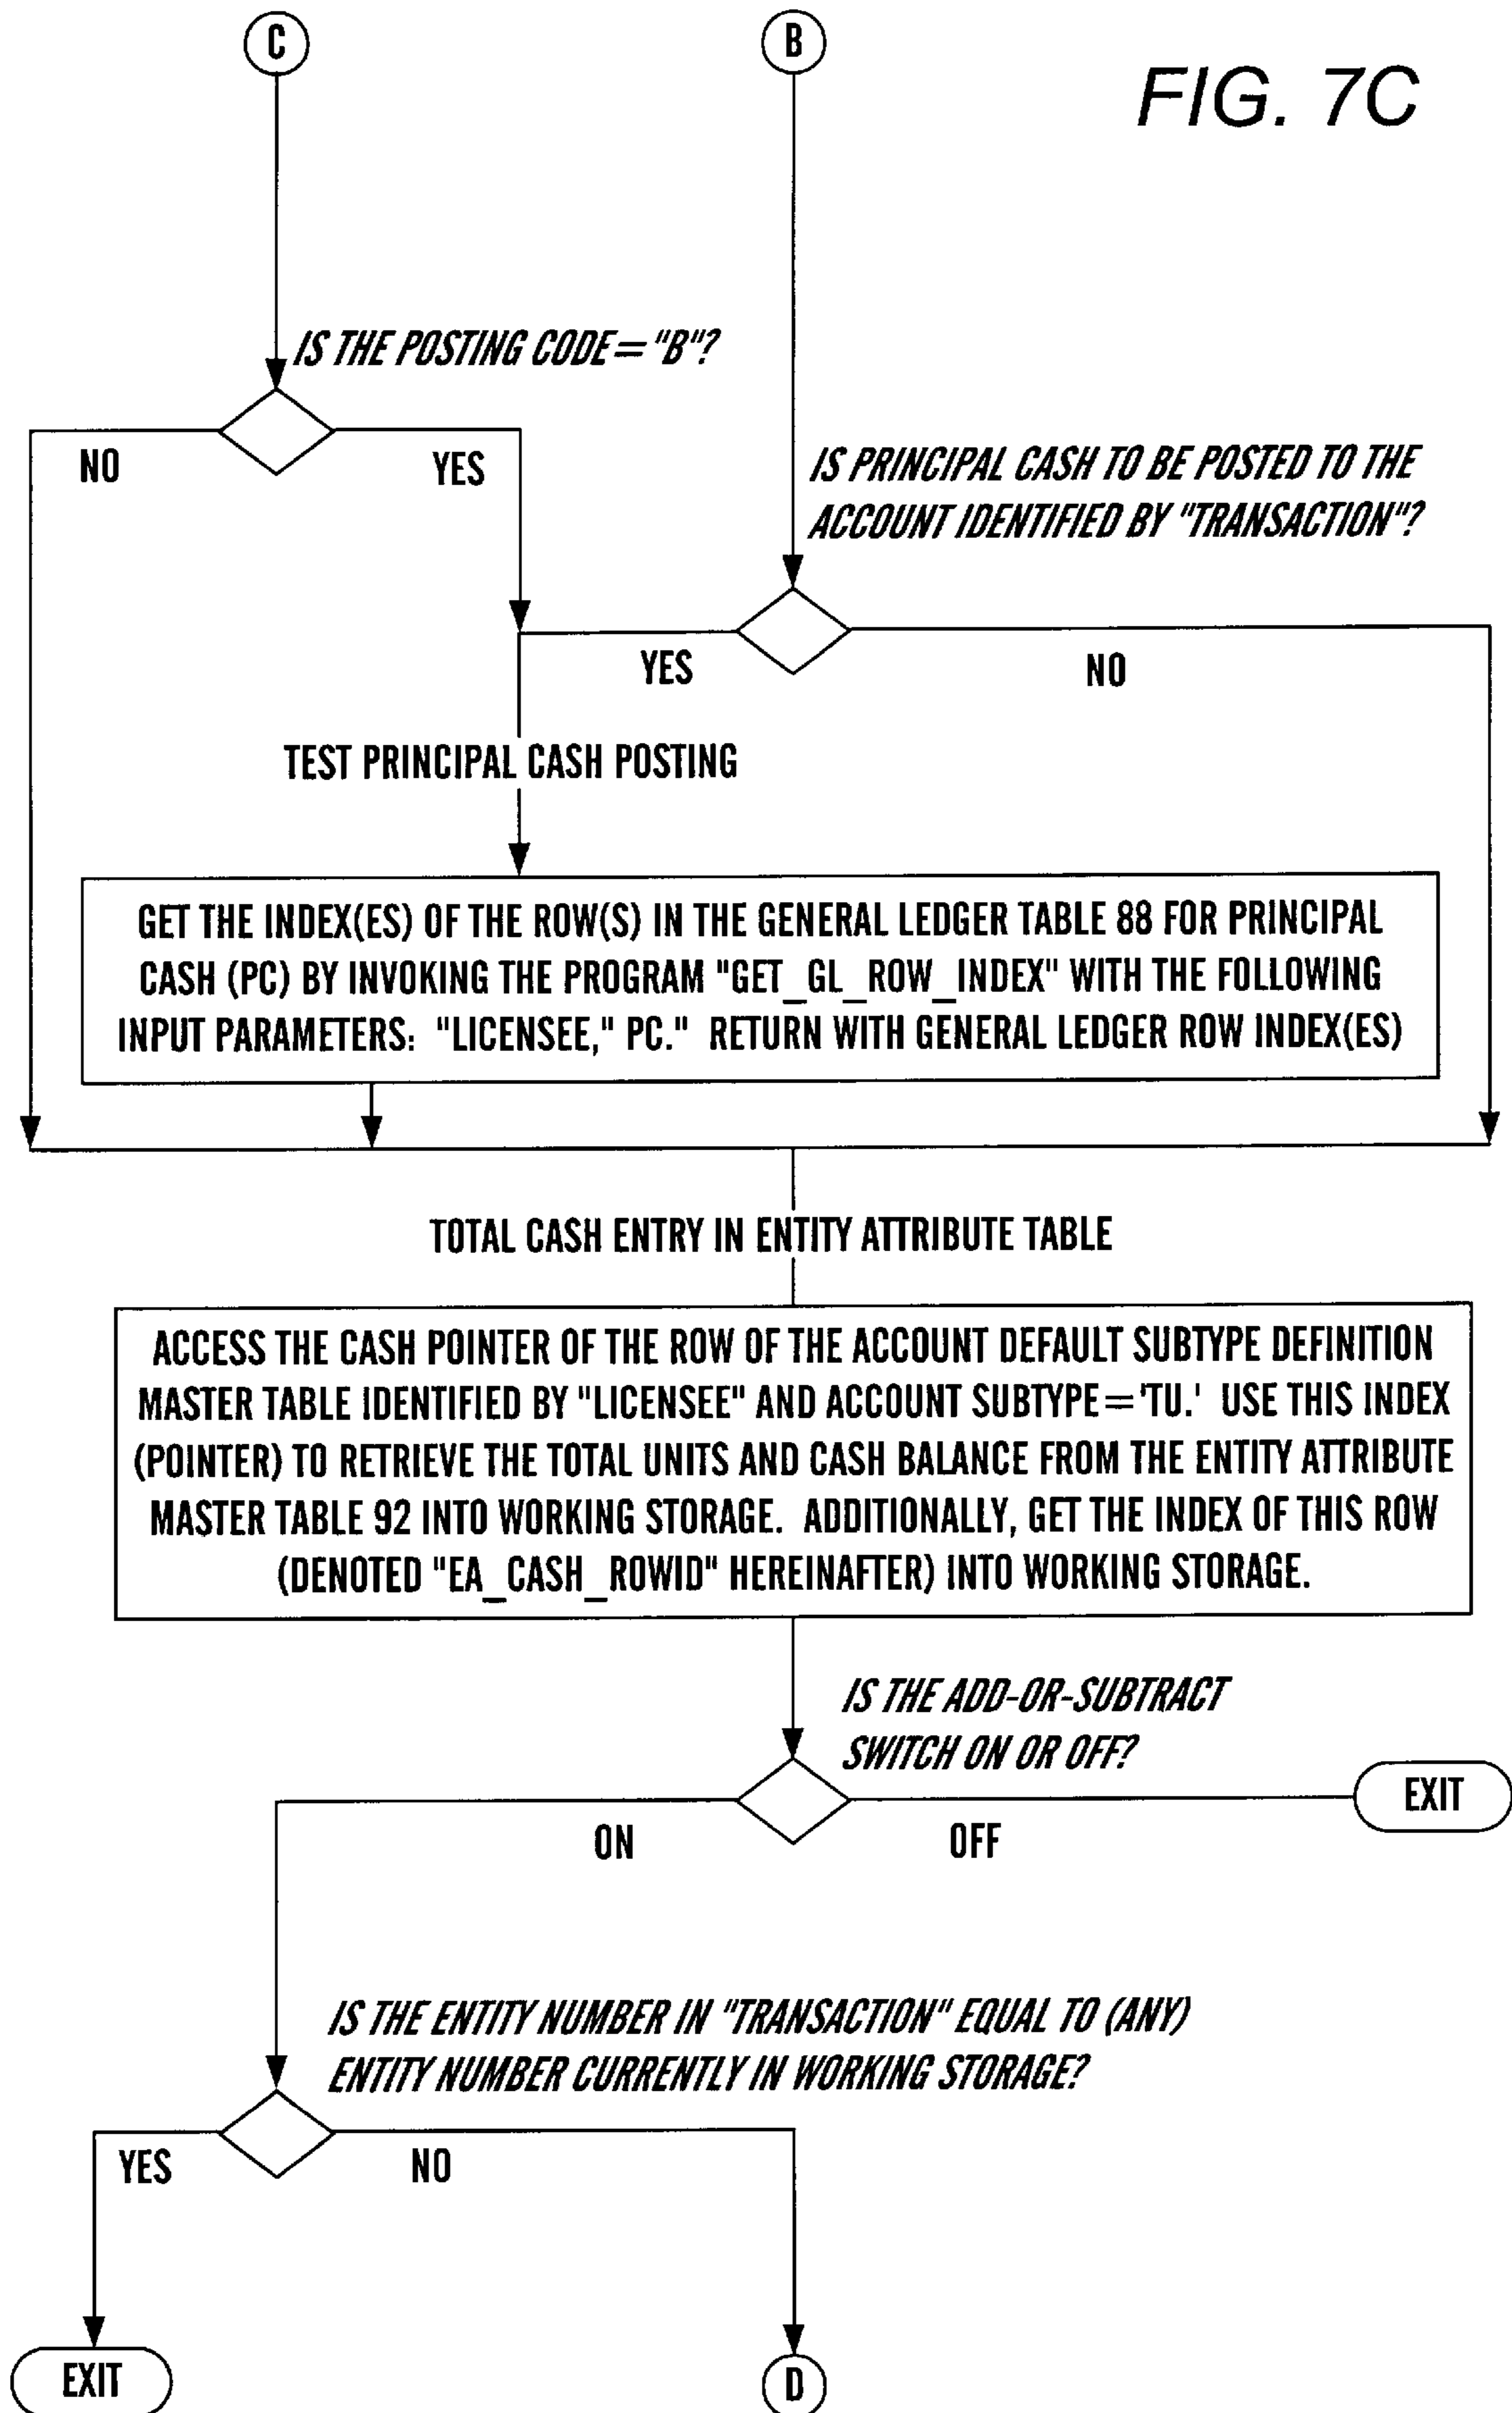 C
B
FIG. 7C
IS THE POSTING CODE="B"?
NO
YES
IS PRINCIPAL CASH TO BE POSTED TO THE
ACCOUNT IDENTIFIED BY "TRANSACTION"?
YES
NO
TEST PRINCIPAL CASH POSTING
GET THE INDEX(ES) OF THE ROW(S) IN THE GENERAL LEDGER TABLE 88 FOR PRINCIPAL
CASH (PC) BY INVOKING THE PROGRAM "GET_GL_ROW_INDEX" WITH THE FOLLOWING
INPUT PARAMETERS: "LICENSEE," PC." RETURN WITH GENERAL LEDGER ROW INDEX(ES)
TOTAL CASH ENTRY IN ENTITY ATTRIBUTE TABLE
ACCESS THE CASH POINTER OF THE ROW OF THE ACCOUNT DEFAULT SUBTYPE DEFINITION
MASTER TABLE IDENTIFIED BY "LICENSEE" AND ACCOUNT SUBTYPE='TU.' USE THIS INDEX
(POINTER) TO RETRIEVE THE TOTAL UNITS AND CASH BALANCE FROM THE ENTITY ATTRIBUTE
MASTER TABLE 92 INTO WORKING STORAGE. ADDITIONALLY, GET THE INDEX OF THIS ROW
(DENOTED "EA_CASH_ROWID" HEREINAFTER) INTO WORKING STORAGE.
IS THE ADD-OR-SUBTRACT
SWITCH ON OR OFF?
EXIT
ON
OFF
IS THE ENTITY NUMBER IN "TRANSACTION" EQUAL TO (ANY)
ENTITY NUMBER CURRENTLY IN WORKING STORAGE?
YES
NO
EXIT
D